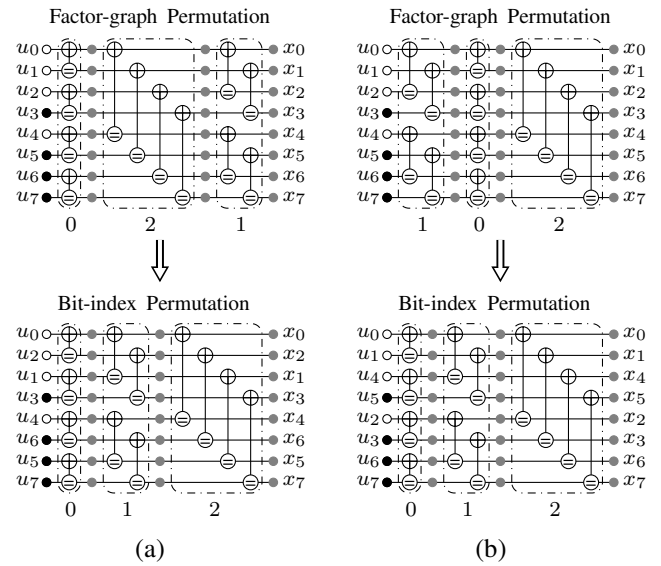 Factor-graph Permutation Factor-graph Permutation
u0 x0 u0 x0
u1 x1 u1 x1
u2 x2 u2 x2
u3 x3 u3 x3
u4 x4 u4 x4
u5 x5 u5 x5
u6 x6 u6 x6
u7 x7 u7 x7
0 2 1 1 0 2
Bit-index Permutation Bit-index Permutation
u0 x0 u0 x0
u2 x2 u1 x1
u1 x1 u4 x4
u3 x3 u5 x5
u4 x4 u2 x2
u6 x6 u3 x3
u5 x5 u6 x6
u7 x7 u7 x7
0 1 2 0 1 2
(a) (b)